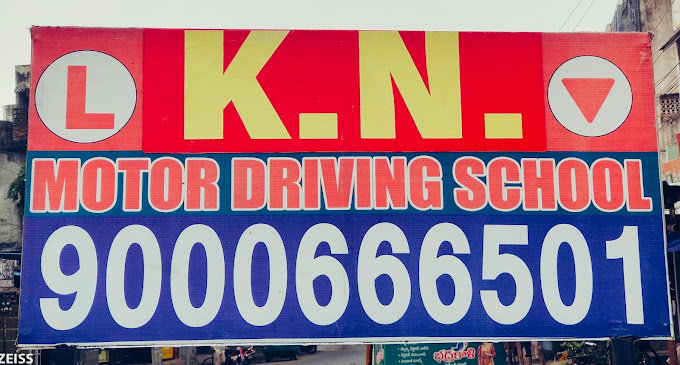 L
K.N.
MOTOR DRIVING SCHOOL
9000666501
ZEISS